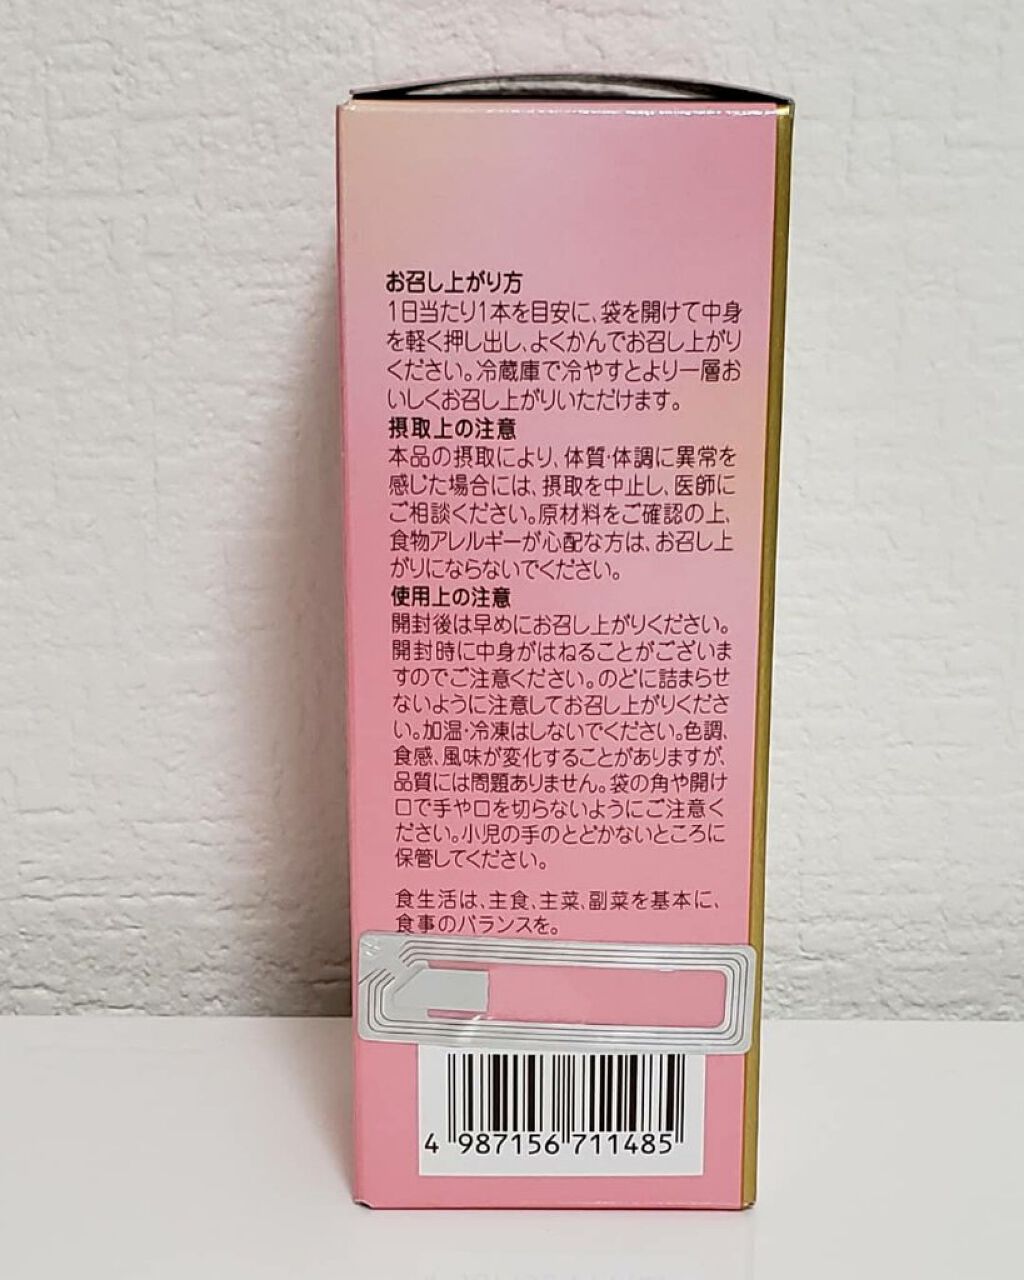 お召し上がり方
1日当たり1本を目安に、袋を開けて中身
を軽く押し出し、よくかんでお召し上がり
ください。冷蔵庫で冷やすとより一層お
いしくお召し上がりいただけます。
摂取上の注意
本品の摂取により、体質·体調に異常を
感じた場合には、摂取を中止し、医師に
ご相談ください。原材料をご確認の上、
食物アレルギーが心配な方は、お召し上
がりにならないでください。
使用上の注意
開封後は早めにお召し上がりください。
開封時に中身がはねることがございま
すのでご注意ください。のどに詰まらせ
ないように注意してお召し上がりくださ
い。加温·冷凍はしないでください。色調、
食感、風味が変化することがありますが、
品質には問題ありません。袋の角や開け
口で手や口を切らないようにご注意く
ださい。小児の手のとどかないところに
保管してください。
食生活は、主食、主菜、副菜を基本に、
食事のバランスを。
4 987156 711485